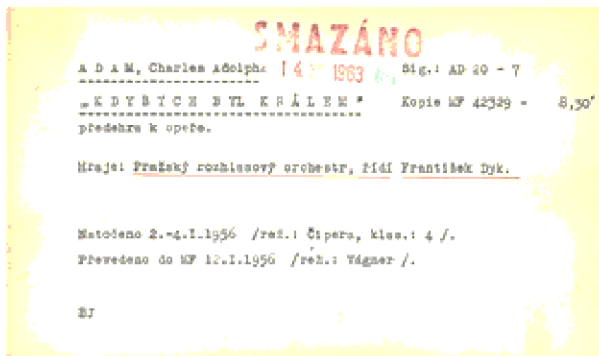 SMAZÁNO
A D A M, Charles Adolphe 14 1963 Sig.: AD 20 - 7
„K D Y B Y C H B Y L K R Á L E M " Kopie MF 42329 - 8,30'
předehra k opeře.
Hraje: Pražský rozhlasový orchestr, řídí František Dyk.
Natočeno 2.-4.I.1956 /rež.: Čipera, klas.: 4 /.
Převedeno do MF 12.I.1956 /reh.: Vágner /.
BJ